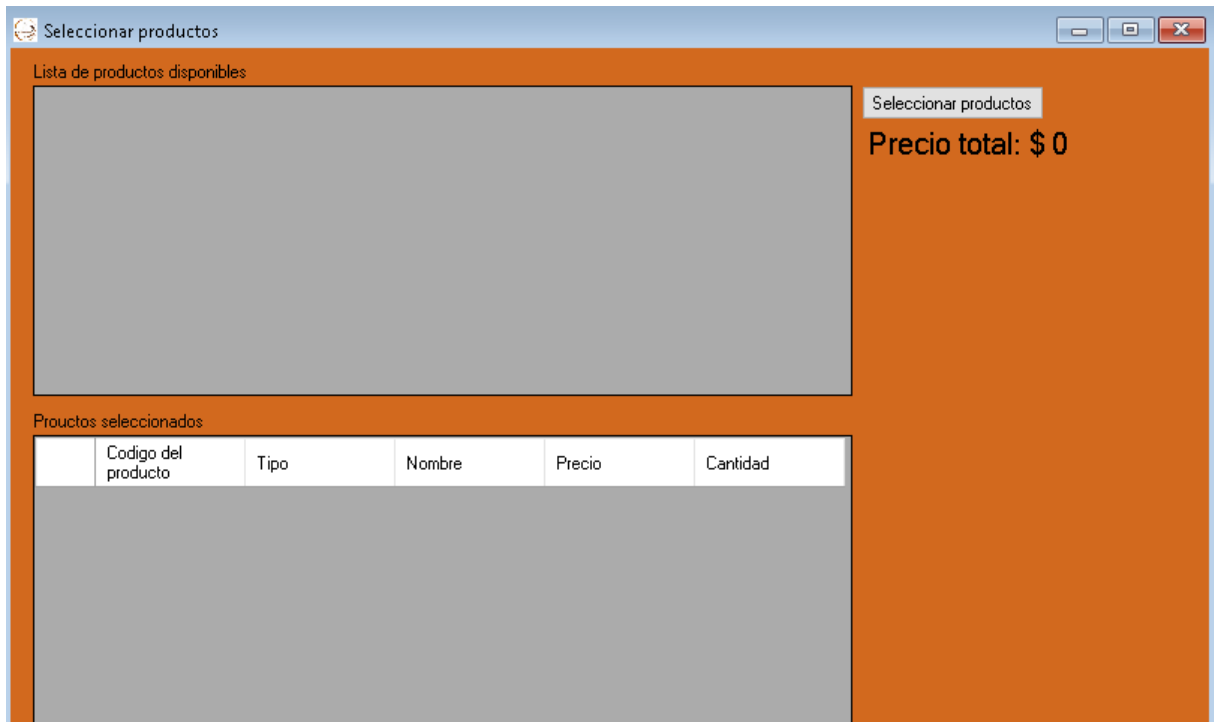 Seleccionar productos
Lista de productos disponibles
Seleccionar productos
Precio total: $ 0
Prouctos seleccionados
Codigo del
producto
Tipo
Nombre
Precio
Cantidad